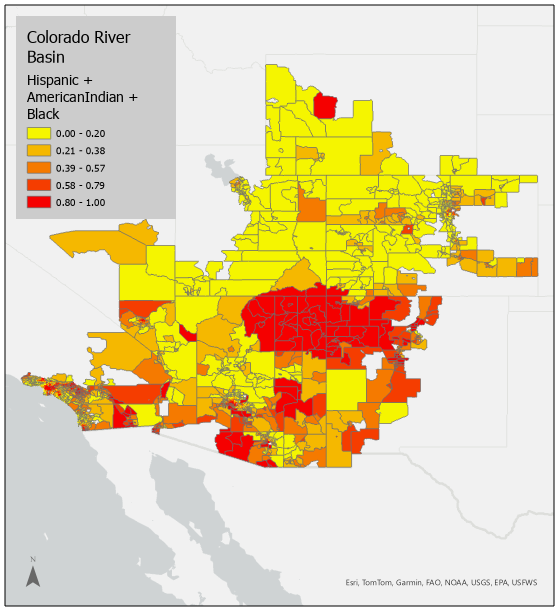 Colorado River
Basin
Hispanic +
AmericanIndian +
Black
0.00 - 0.20
0.21 - 0.38
0.39 - 0.57
0.58 - 0.79
0.80 - 1.00
N
Esri, TomTom, Garmin, FAO, NOAA, USGS, EPA, USFWS